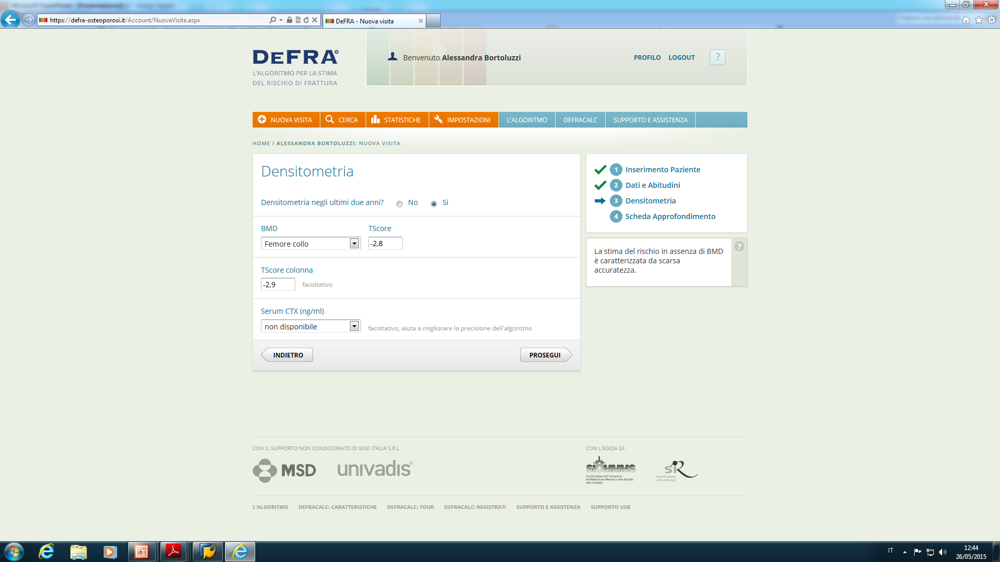 https://defra-osteoporosi.it/Account/NuovaVisita.aspx
DeFRA - Nuova visita
DeFRA©
L'ALGORITMO PER LA STIMA
DEL RISCHIO DI FRATTURA
Benvenuto Alessandra Bortoluzzi
PROFILO LOGOUT ?
NUOVA VISITA CERCA STATISTICHE IMPOSTAZIONI L'ALGORITMO DEFRACALC SUPPORTO E ASSISTENZA
HOME / ALESSANDRA BORTOLUZZI: NUOVA VISITA
Densitometria
Densitometria negli ultimi due anni? No Si
BMD TScore
Femore collo -2,8
TScore colonna
-2,9 facoltativo
Serum CTX (ng/ml)
non disponibile facoltativo, aiuta a migliorare la precisione dell'algoritmo
INDIETRO PROSEGUI
1 Inserimento Paziente
2 Dati e Abitudini
3 Densitometria
4 Scheda Approfondimento
La stima del rischio in assenza di BMD ?
è caratterizzata da scarsa
accuratezza.
CON IL SUPPORTO NON CONDIZIONATO DI MSD ITALIA S.R.L
MSD univadis®
CON L'EGIDA DI:
SIOMMMS
Società Italiana dell'Osteoporosi
del Metabolismo Minerale e delle Malattie
dello Scheletro
SIR
Società Italiana
di Reumatologia
L'ALGORITMO DEFRACALC: CARATTERISTICHE DEFRACALC: TOUR DEFRACALC: REGISTRATI SUPPORTO E ASSISTENZA SUPPORTO USB
IT
12:44
26/05/2015